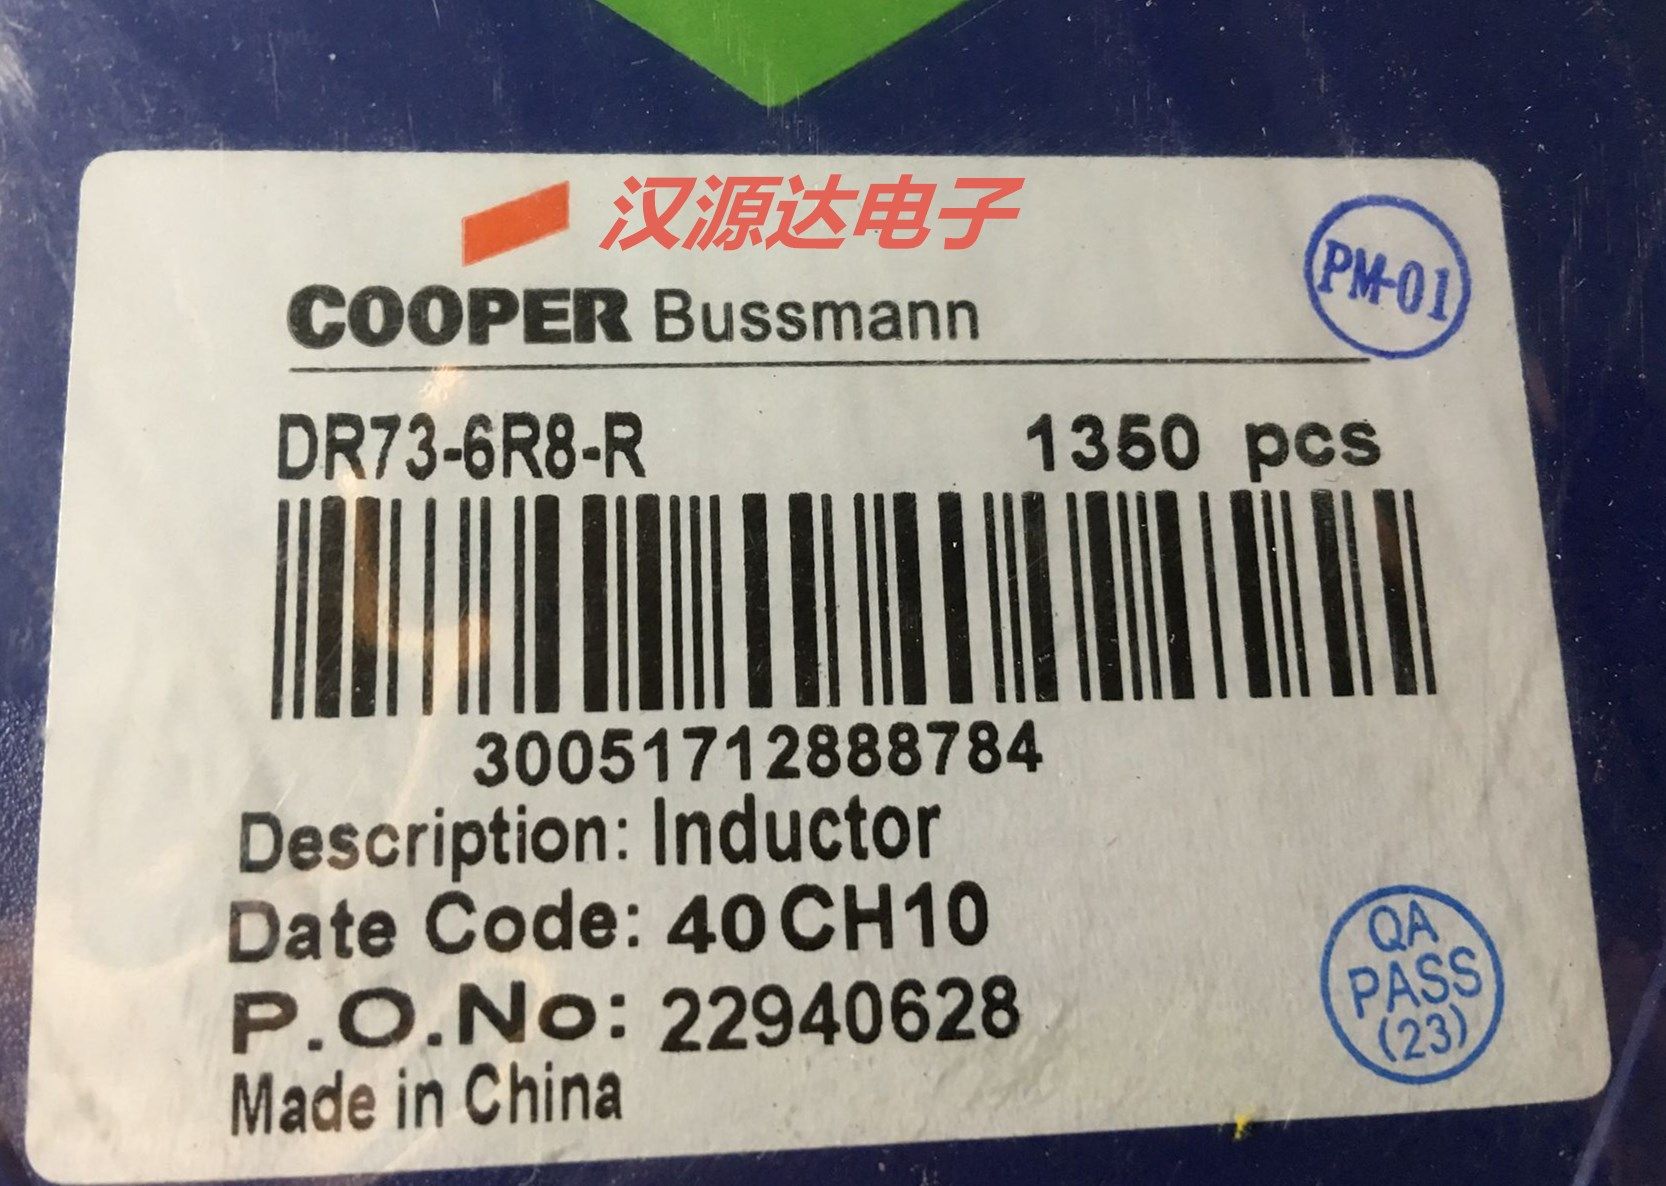 汉源达电子
COOPER Bussmann
PM-01
DR73-6R8-R 1350 pcs
30051712888784
Description: Inductor
Date Code: 40CH10
P.O.No: 22940628
Made in China
QA
PASS
(23)